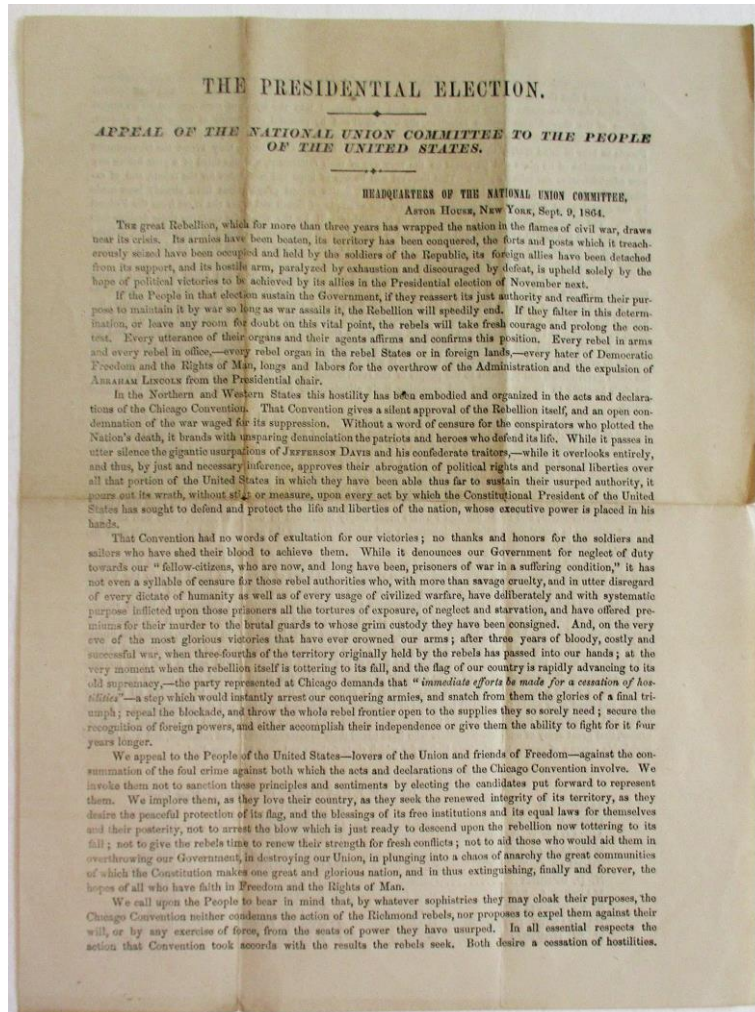 THE PRESIDENTIAL ELECTION.
APPEAL OF THE NATIONAL UNION COMMITTEE TO THE PEOPLE
OF THE UNITED STATES.
HEADQUARTERS OF THE NATIONAL UNION COMMITTEE,
ASTOR HOUSE, NEW YORK, Sept. 9, 1864.
THE great Rebellion, which for more than three years has wrapped the nation in the flames of civil war, draws
near its crisis. Its armies have been beaten, its territory has been conquered, the forts and posts which it treach-
erously seized have been occupied and held by the soldiers of the Republic, its foreign allies have been detached
from its support, and its hostile arm, paralyzed by exhaustion and discouraged by defeat, is upheld solely by the
hope of political victories to be achieved by its allies in the Presidential election of November next.
If the People in that election sustain the Government, if they reassert its just authority and reaffirm their pur-
pose to maintain it by war so long as war assails it, the Rebellion will speedily end. If they falter in this determ-
ination, or leave any room for doubt on this vital point, the rebels will take fresh courage and prolong the con-
test. Every utterance of their organs and their agents affirms and confirms this position. Every rebel in arms
and every rebel in office,—every rebel organ in the rebel States or in foreign lands,—every hater of Democratic
Freedom and the Rights of Man, longs and labors for the overthrow of the Administration and the expulsion of
ABRAHAM LINCOLN from the Presidential chair.
In the Northern and Western States this hostility has been embodied and organized in the acts and declara-
tions of the Chicago Convention. That Convention gives a silent approval of the Rebellion itself, and an open con-
demnation of the war waged for its suppression. Without a word of censure for the conspirators who plotted the
Nation's death, it brands with unsparing denunciation the patriots and heroes who defend its life. While it passes in
utter silence the gigantic usurpations of JEFFERSON DAVIS and his confederate traitors,—while it overlooks entirely,
and thus, by just and necessary inference, approves their abrogation of political rights and personal liberties over
all that portion of the United States in which they have been able thus far to sustain their usurped authority, it
pours out its wrath, without stint or measure, upon every act by which the Constitutional President of the United
States has sought to defend and protect the life and liberties of the nation, whose executive power is placed in his
hands.
That Convention had no words of exultation for our victories; no thanks and honors for the soldiers and
sailors who have shed their blood to achieve them. While it denounces our Government for neglect of duty
towards our "fellow-citizens, who are now, and long have been, prisoners of war in a suffering condition," it has
not even a syllable of censure for those rebel authorities who, with more than savage cruelty, and in utter disregard
of every dictate of humanity as well as of every usage of civilized warfare, have deliberately and with systematic
purpose inflicted upon those prisoners all the tortures of exposure, of neglect and starvation, and have offered pre-
miums for their murder to the brutal guards to whose grim custody they have been consigned. And, on the very
eve of the most glorious victories that have ever crowned our arms; after three years of bloody, costly and
successful war, when three-fourths of the territory originally held by the rebels has passed into our hands; at the
very moment when the rebellion itself is tottering to its fall, and the flag of our country is rapidly advancing to its
old supremacy,—the party represented at Chicago demands that "immediate efforts be made for a cessation of hos-
tilities"—a step which would instantly arrest our conquering armies, and snatch from them the glories of a final tri-
umph; repeal the blockade, and throw the whole rebel frontier open to the supplies they so sorely need; secure the
recognition of foreign powers, and either accomplish their independence or give them the ability to fight for it four
years longer.
We appeal to the People of the United States—lovers of the Union and friends of Freedom—against the con-
summation of the foul crime against both which the acts and declarations of the Chicago Convention involve. We
invoke them not to sanction these principles and sentiments by electing the candidates put forward to represent
them. We implore them, as they love their country, as they seek the renewed integrity of its territory, as they
desire the peaceful protection of its flag, and the blessings of its free institutions and its equal laws for themselves
and their posterity, not to arrest the blow which is just ready to descend upon the rebellion now tottering to its
fall; not to give the rebels time to renew their strength for fresh conflicts; not to aid those who would aid them in
overthrowing our Government, in destroying our Union, in plunging into a chaos of anarchy the great communities
of which the Constitution makes one great and glorious nation, and in thus extinguishing, finally and forever, the
hopes of all who have faith in Freedom and the Rights of Man.
We call upon the People to bear in mind that, by whatever sophistries they may cloak their purposes, the
Chicago Convention neither condemns the action of the Richmond rebels, nor proposes to expel them against their
will, or by any exercise of force, from the seats of power they have usurped. In all essential respects the
action that Convention took accords with the results the rebels seek. Both desire a cessation of hostilities.